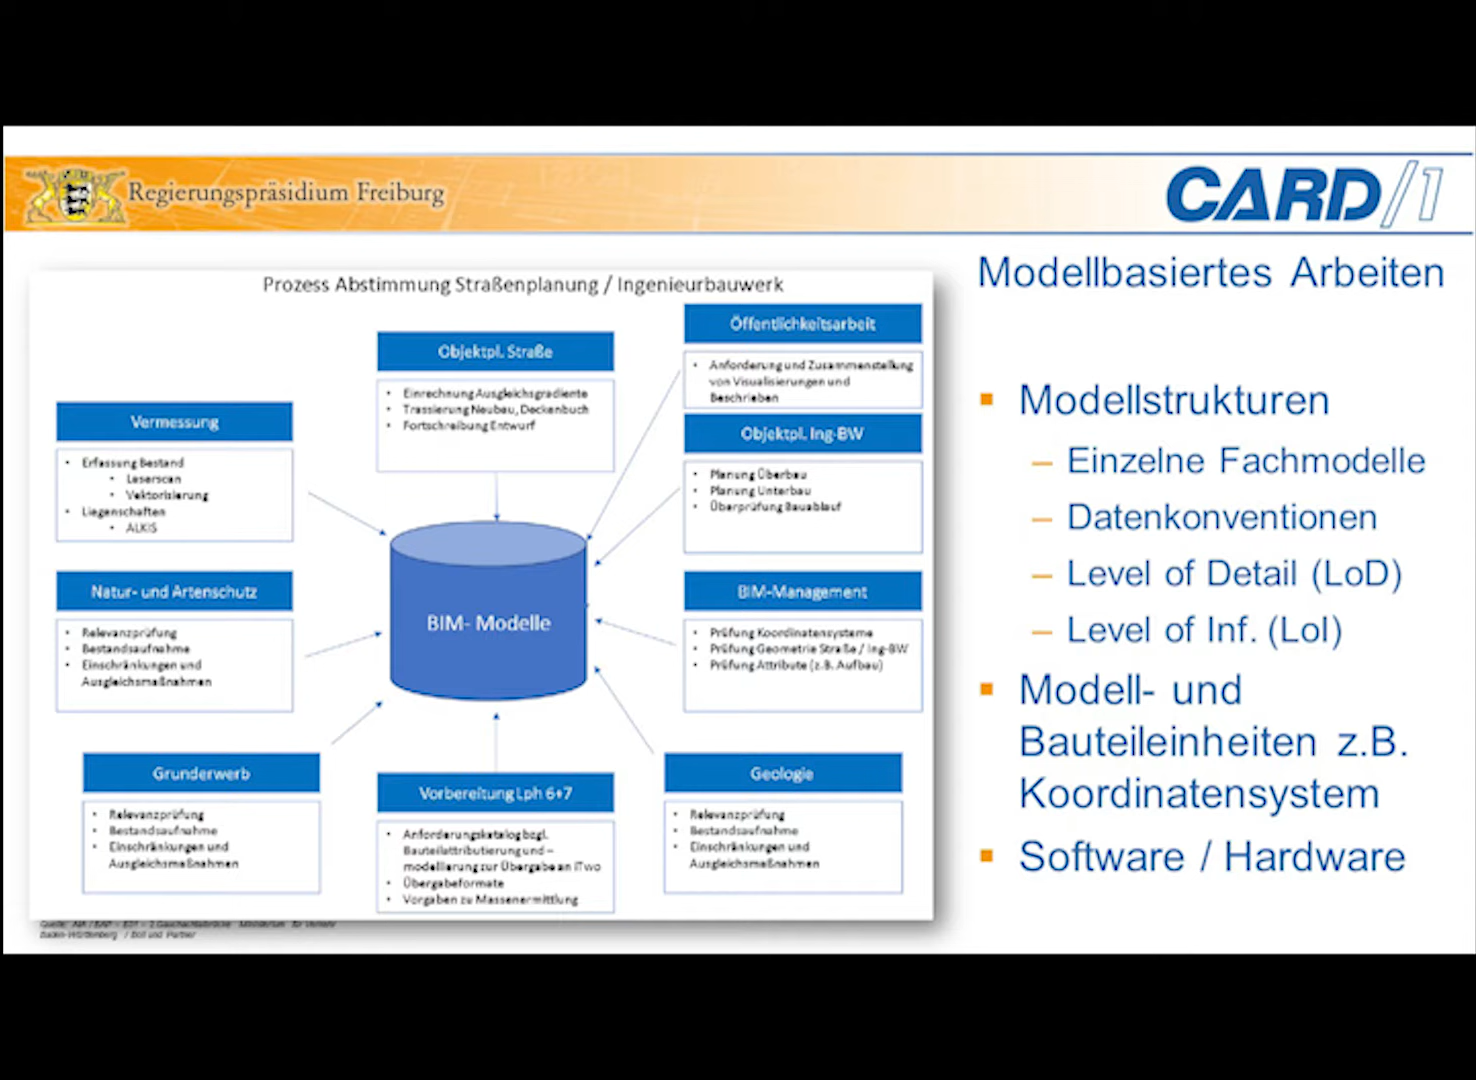 Regierungspräsidium Freiburg
CARD/1
Prozess Abstimmung Straßenplanung / Ingenieurbauwerk
Objektpl. Straße
• Einrechnung Ausgleichsgradiente
• Trassierung Neubau, Deckenbuch
• Fortschreibung Entwurf
Öffentlichkeitsarbeit
• Anforderung und Zusammenstellung
von Visualisierungen und
Beschrieben
Vermessung
• Erfassung Bestand
• Laserscan
• Vektorisierung
• Liegenschaften
• ALKIS
Objektpl. Ing-BW
• Planung Überbau
• Planung Unterbau
• Überprüfung Bauablauf
Natur- und Artenschutz
• Relevanzprüfung
• Bestandsaufnahme
• Einschränkungen und
Ausgleichsmaßnahmen
BIM- Modelle
BIM-Management
• Prüfung Koordinatensysteme
• Prüfung Geometrie Straße / Ing-BW
• Prüfung Attribute (z.B. Aufbau)
Grunderwerb
• Relevanzprüfung
• Bestandsaufnahme
• Einschränkungen und
Ausgleichsmaßnahmen
Vorbereitung Lph 6+7
• Anforderungskatalog bzgl.
Bauteilattributierung und –
modellierung zur Übergabe an iTwo
• Übergabeformate
• Vorgaben zu Massenermittlung
Geologie
• Relevanzprüfung
• Bestandsaufnahme
• Einschränkungen und
Ausgleichsmaßnahmen
Baden-Württemberg / Boll und Partner
Modellbasiertes Arbeiten
▪ Modellstrukturen
– Einzelne Fachmodelle
– Datenkonventionen
– Level of Detail (LoD)
– Level of Inf. (LoI)
▪ Modell- und
Bauteileinheiten z.B.
Koordinatensystem
▪ Software / Hardware